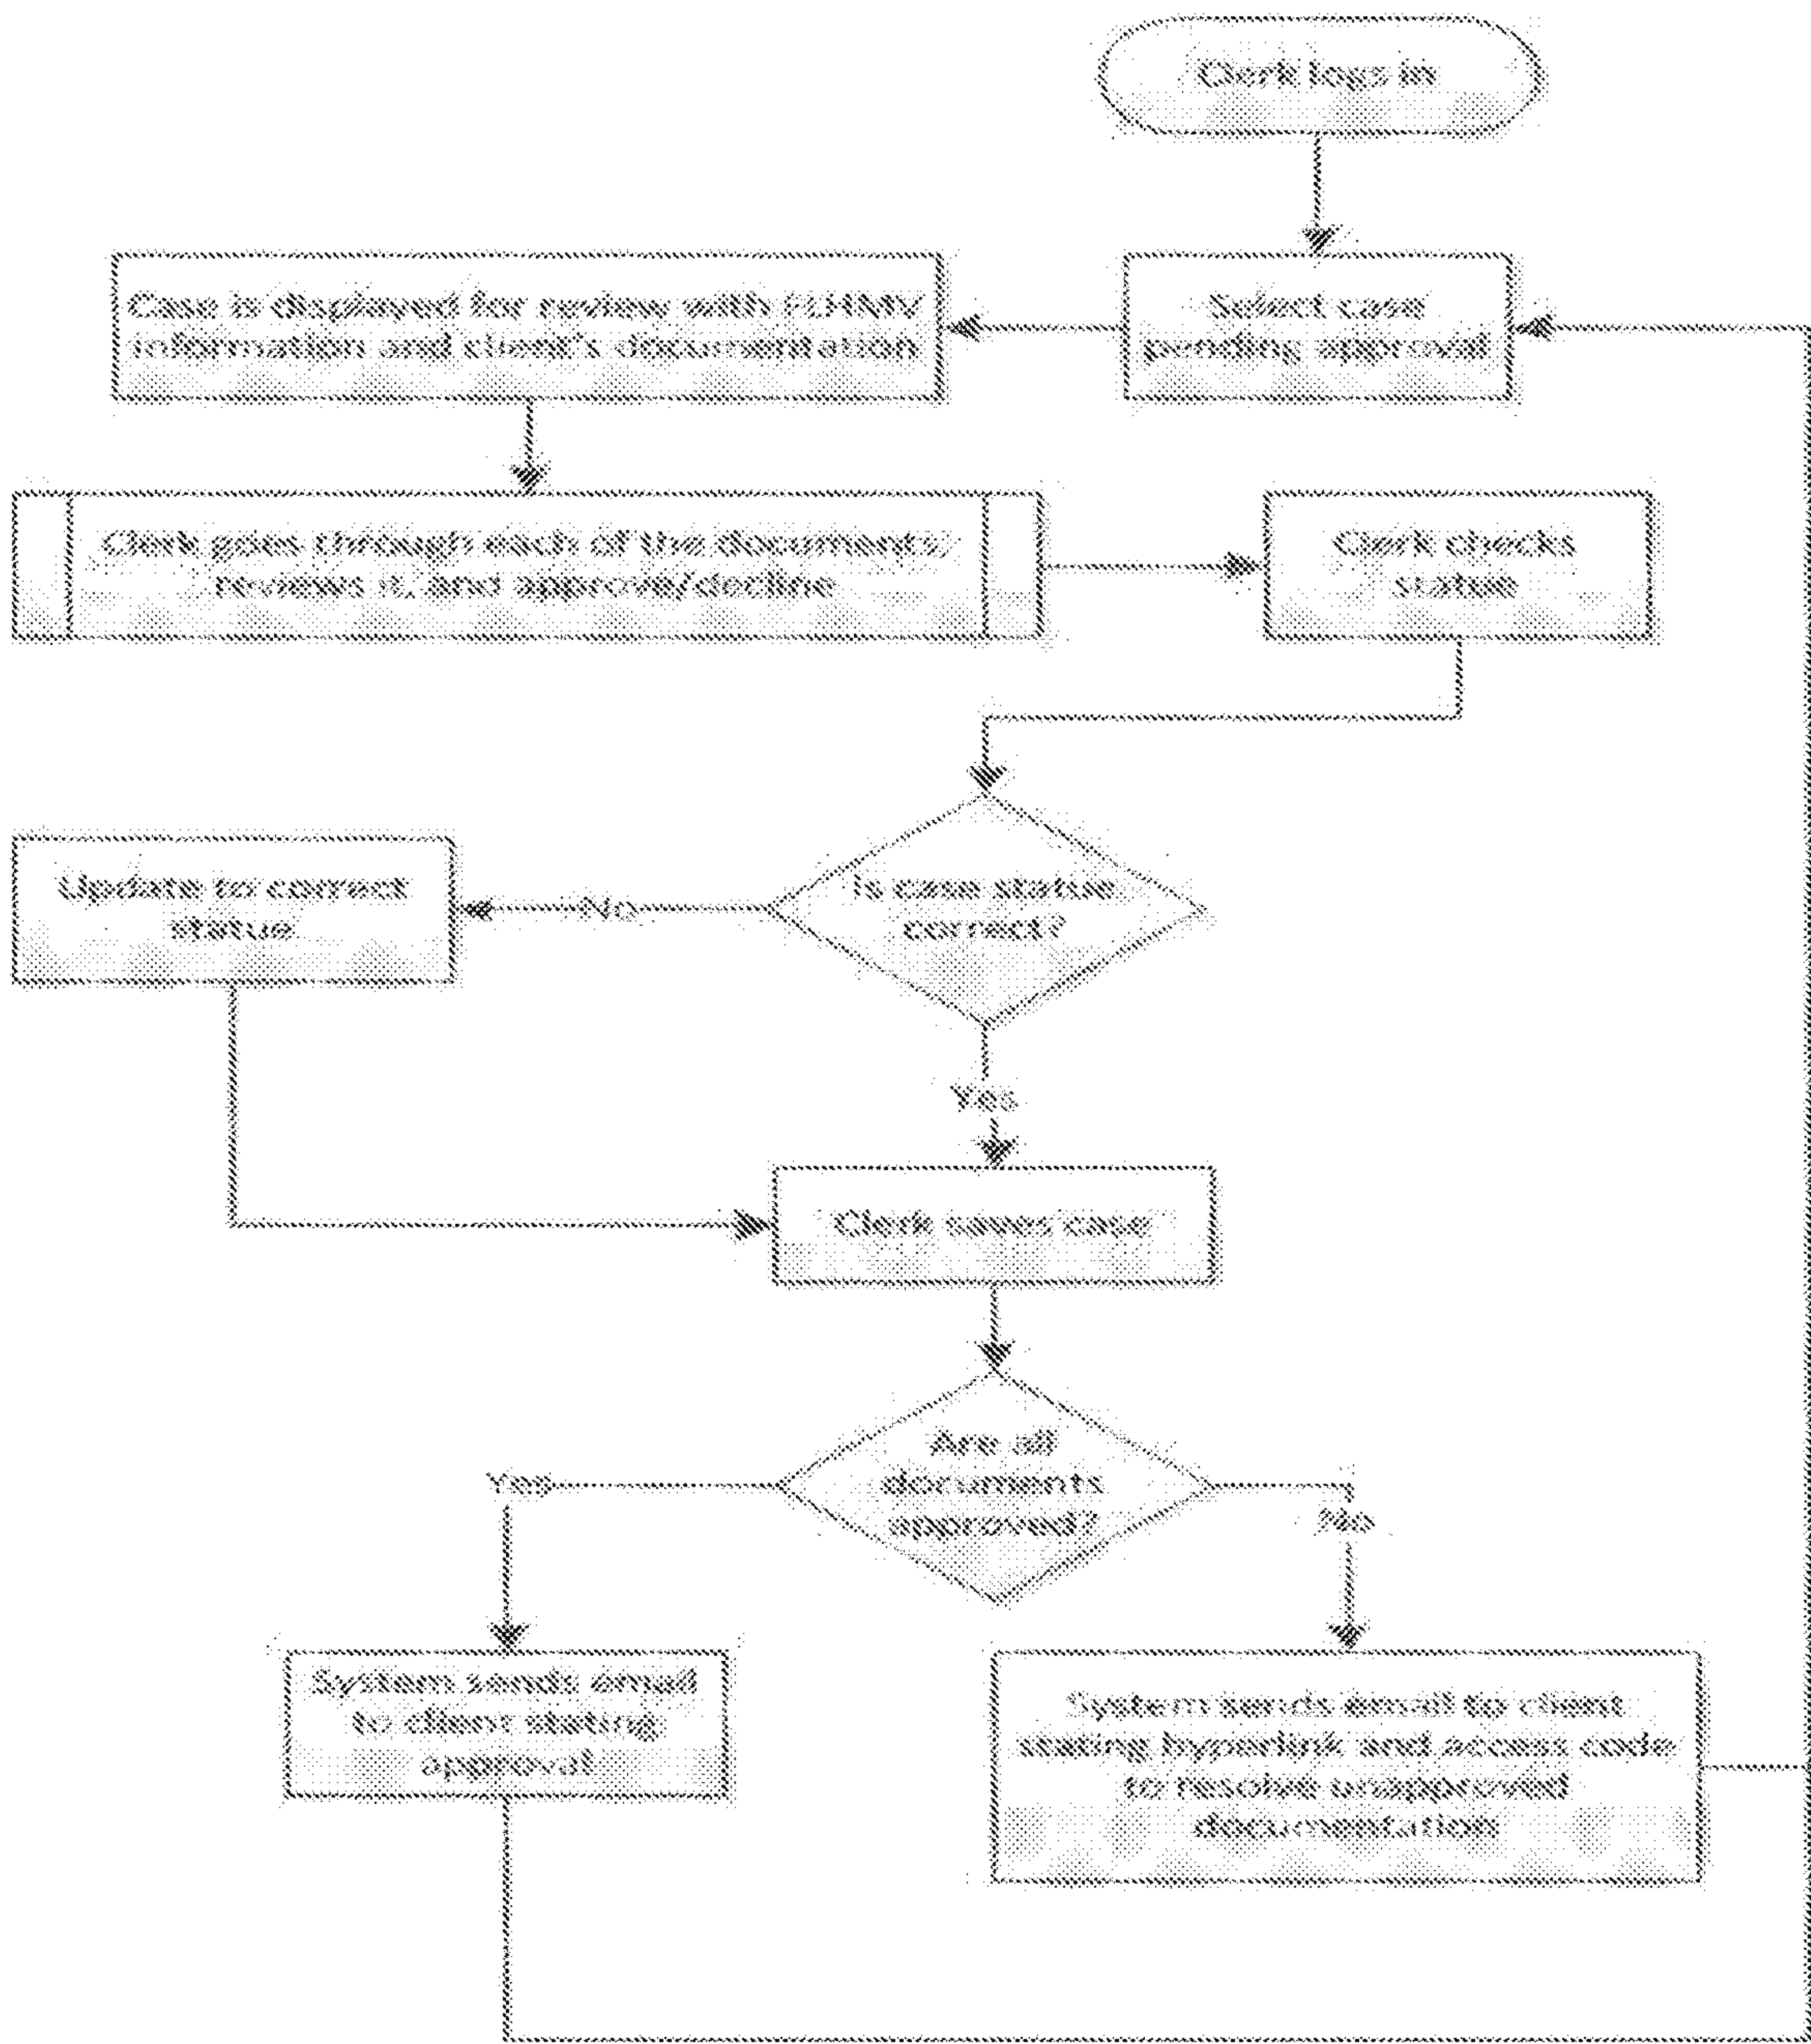 Clerk logs in
Select case
pending approval
Case is displayed for review with FLHMV
information and client's documentation
Clerk goes through each of the documents,
reviews it, and approve/decline
Clerk checks
status
Is case status
correct?
No
Update to correct
status
Yes
Clerk saves case
Are all
documents
approved?
Yes
No
System sends email
to client stating
approval
System sends email to client
stating hyperlink and access code
to resolve unapproved
documentation